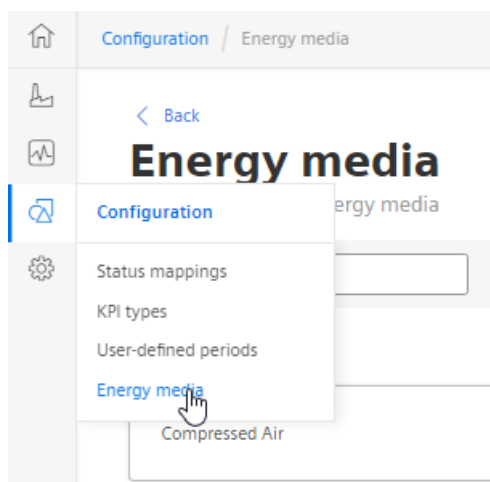 Configuration / Energy media
Back
Energy media
ergy media
Configuration
Status mappings
KPI types
User-defined periods
Energy media
Compressed Air